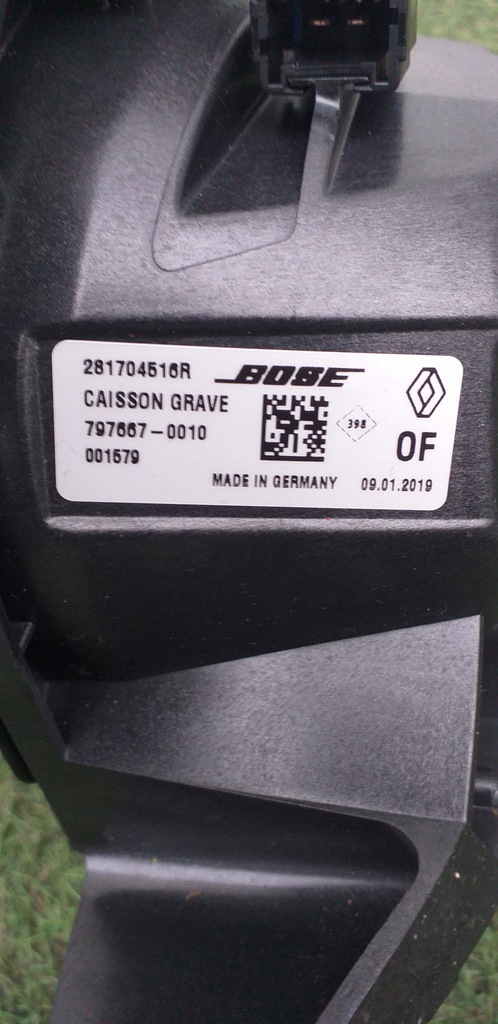 281704516R BOSE
CAISSON GRAVE
797667-0010
398
OF
001579
MADE IN GERMANY 09.01.2019